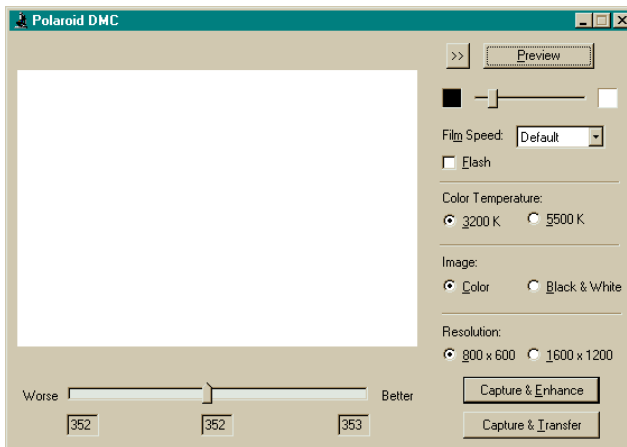 Polaroid DMC
>> Preview
Film Speed: Default
Flash
Color Temperature:
3200 K 5500 K
Image:
Color Black & White
Resolution:
800 x 600 1600 x 1200
Worse Better
352 352 353
Capture & Enhance
Capture & Transfer